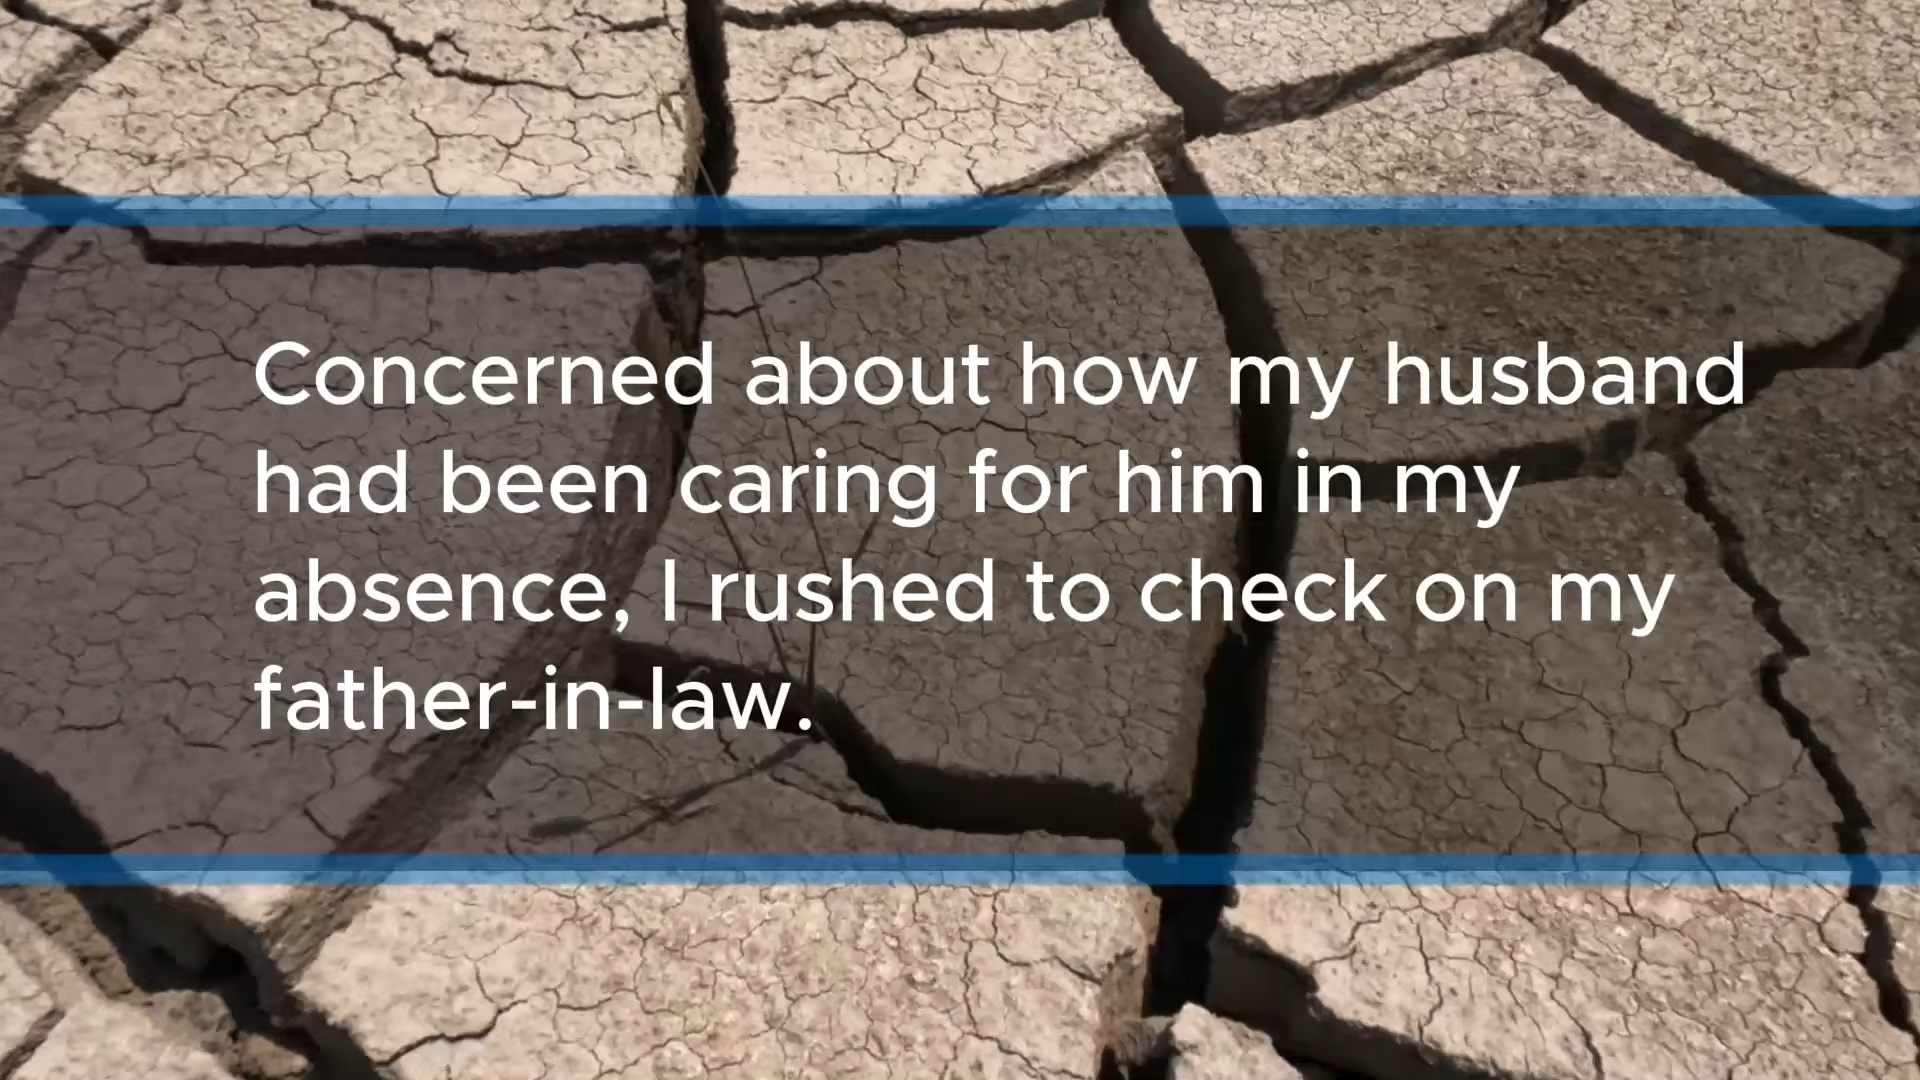 Concerned about how my husband
had been caring for him in my
absence, I rushed to check on my
father-in-law.